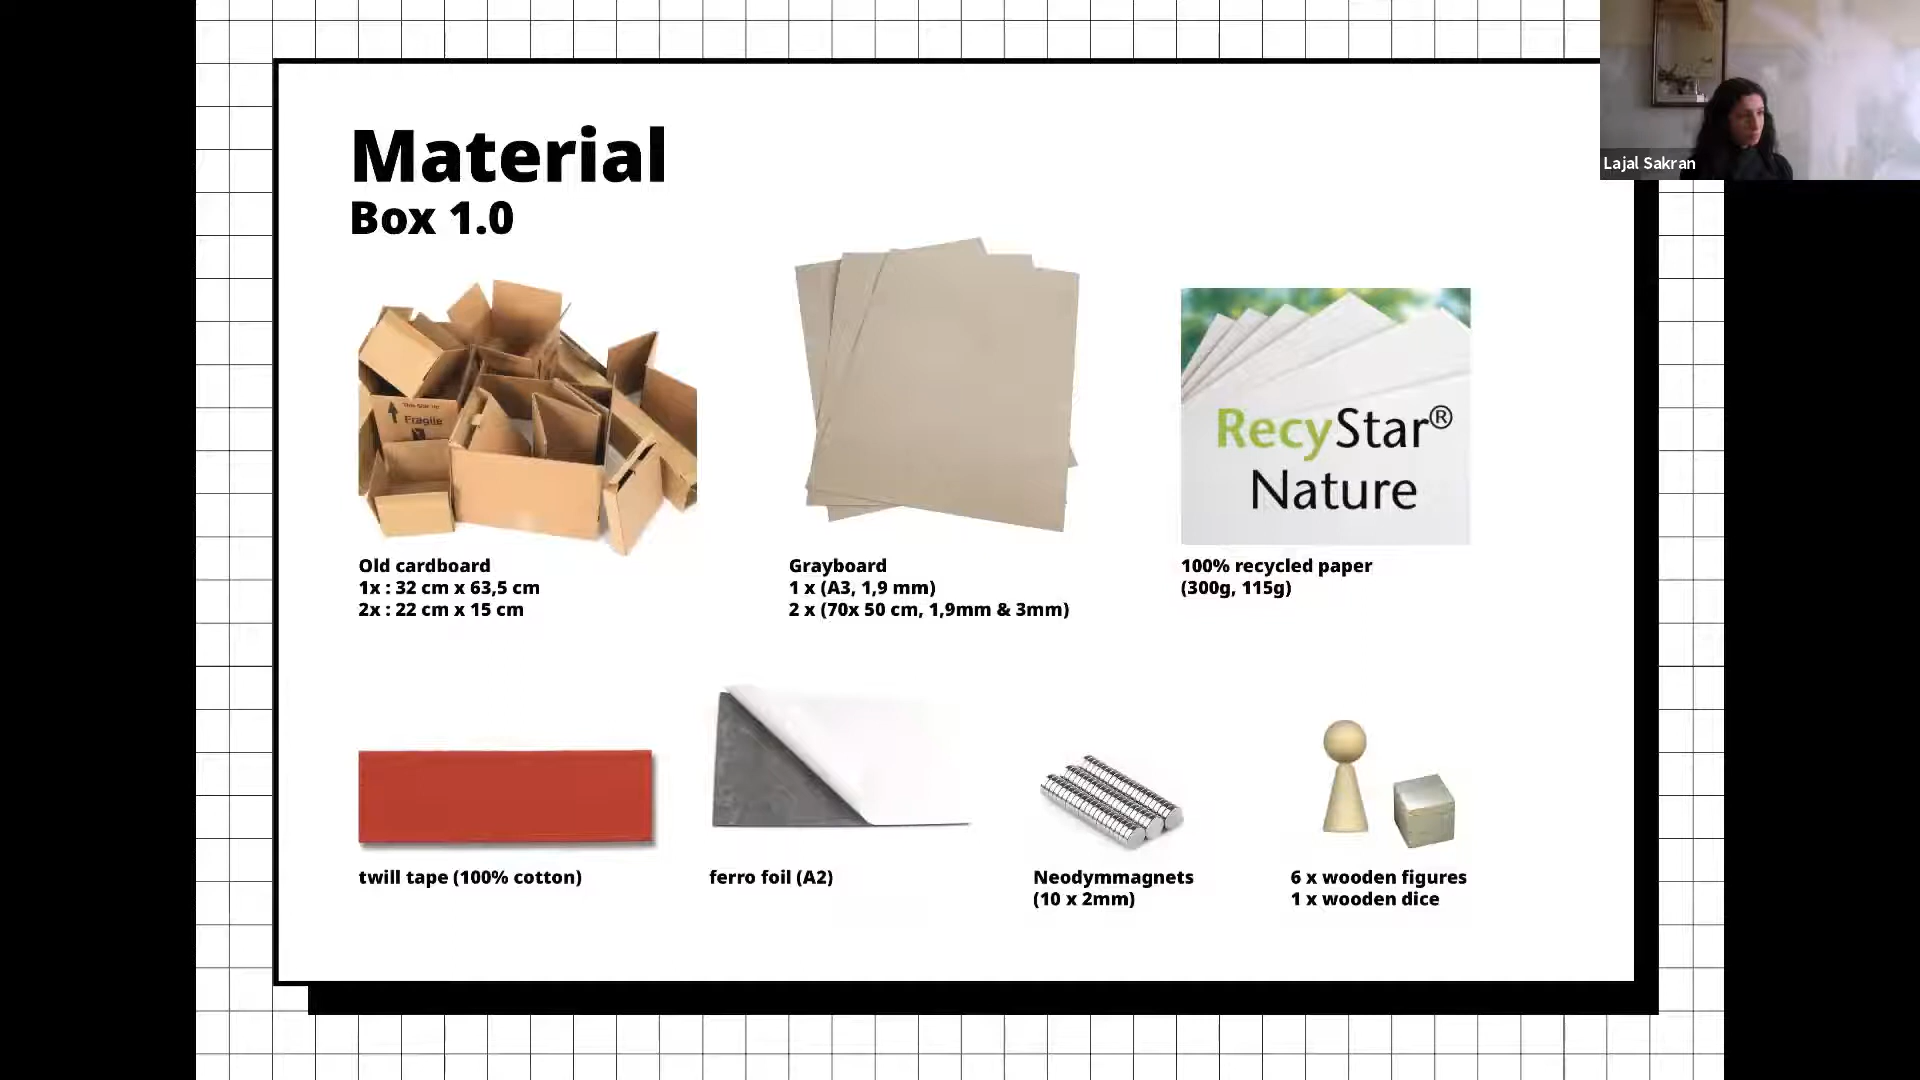 Material
Box 1.0
Lajal Sakran
Fragile
RecyStar®
Nature
Old cardboard
1x : 32 cm x 63,5 cm
2x : 22 cm x 15 cm
Grayboard
1 x (A3, 1,9 mm)
2 x (70x 50 cm, 1,9mm & 3mm)
100% recycled paper
(300g, 115g)
twill tape (100% cotton)
ferro foil (A2)
Neodymmagnets
(10 x 2mm)
6 x wooden figures
1 x wooden dice